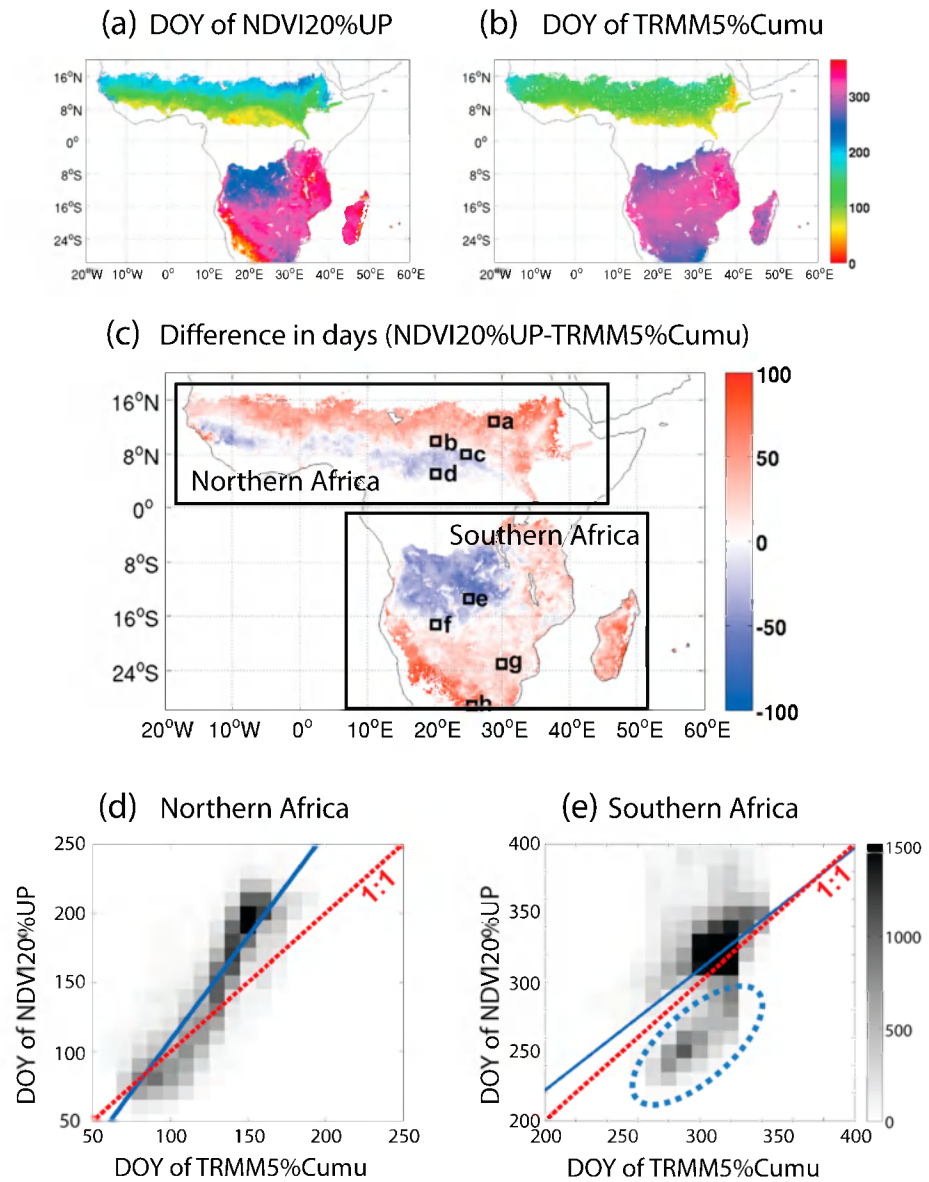 (a) DOY of NDVI20%UP
(b) DOY of TRMM5%Cumu
16°N
8°N
0°
8°S
16°S
24°S
20°W 10°W 0° 10°E 20°E 30°E 40°E 50°E 60°E
16°N
8°N
0°
8°S
16°S
24°S
20°W 10°W 0° 10°E 20°E 30°E 40°E 50°E 60°E
300
200
100
0
(c) Difference in days (NDVI20%UP-TRMM5%Cumu)
16°N
8°N
0°
8°S
16°S
24°S
20°W 10°W 0° 10°E 20°E 30°E 40°E 50°E 60°E
a
b
c
d
Northern Africa
Southern Africa
e
f
g
h
100
50
0
-50
-100
(d) Northern Africa
DOY of NDVI20%UP
250
200
150
100
50
50 100 150 200 250
DOY of TRMM5%Cumu
1:1
(e) Southern Africa
DOY of NDVI20%UP
400
350
300
250
200
200 250 300 350 400
DOY of TRMM5%Cumu
1:1
1500
1000
500
0